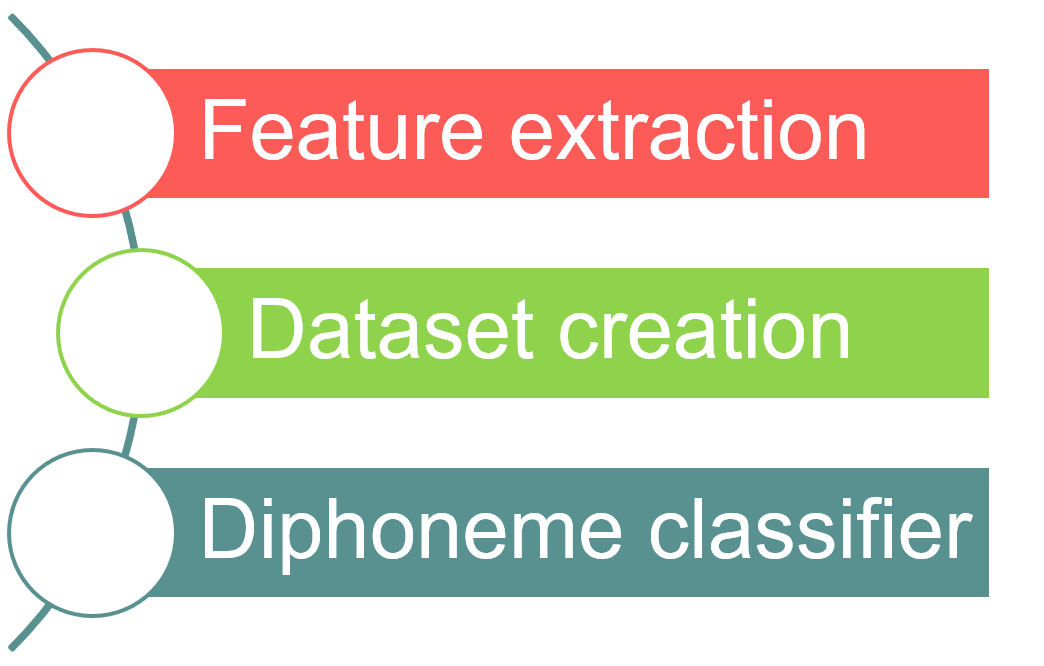 Feature extraction
Dataset creation
Diphoneme classifier